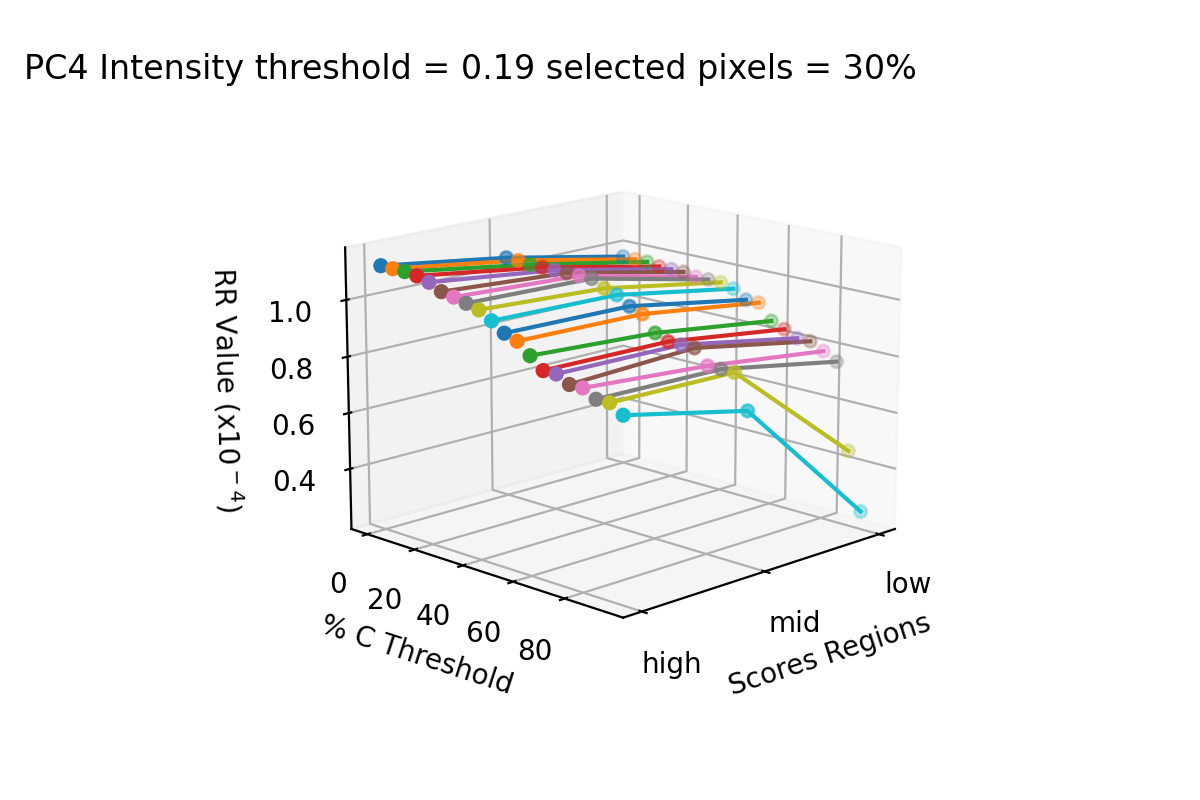 PC4 Intensity threshold = 0.19 selected pixels = 30%
RR Value (x10⁻⁴)
1.0
0.8
0.6
0.4
0
20
40
60
80
% C Threshold
high
mid
low
Scores Regions